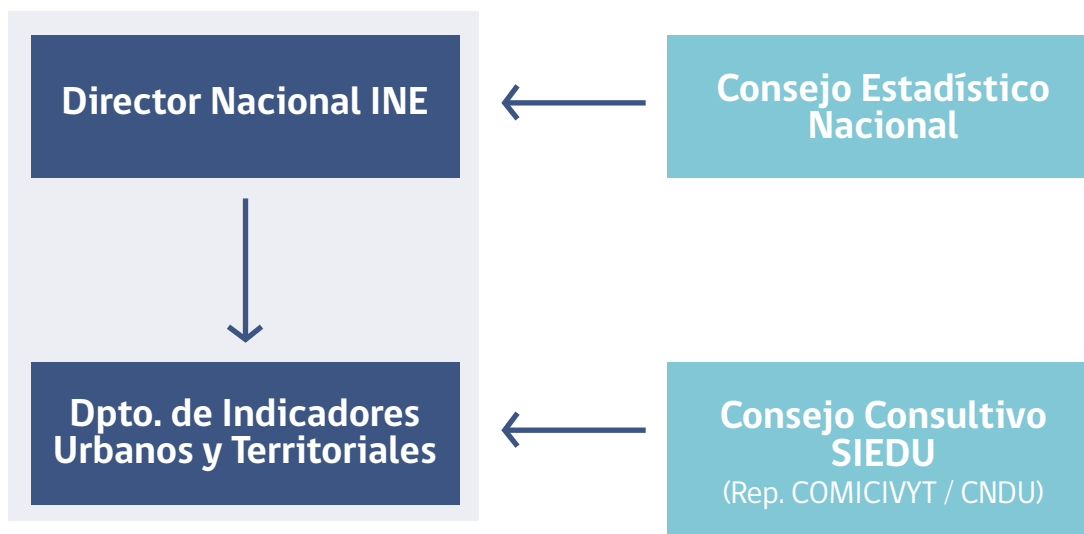 Director Nacional INE
Consejo Estadístico
Nacional
Dpto. de Indicadores
Urbanos y Territoriales
Consejo Consultivo
SIEDU
(Rep. COMICIVYT / CNDU)